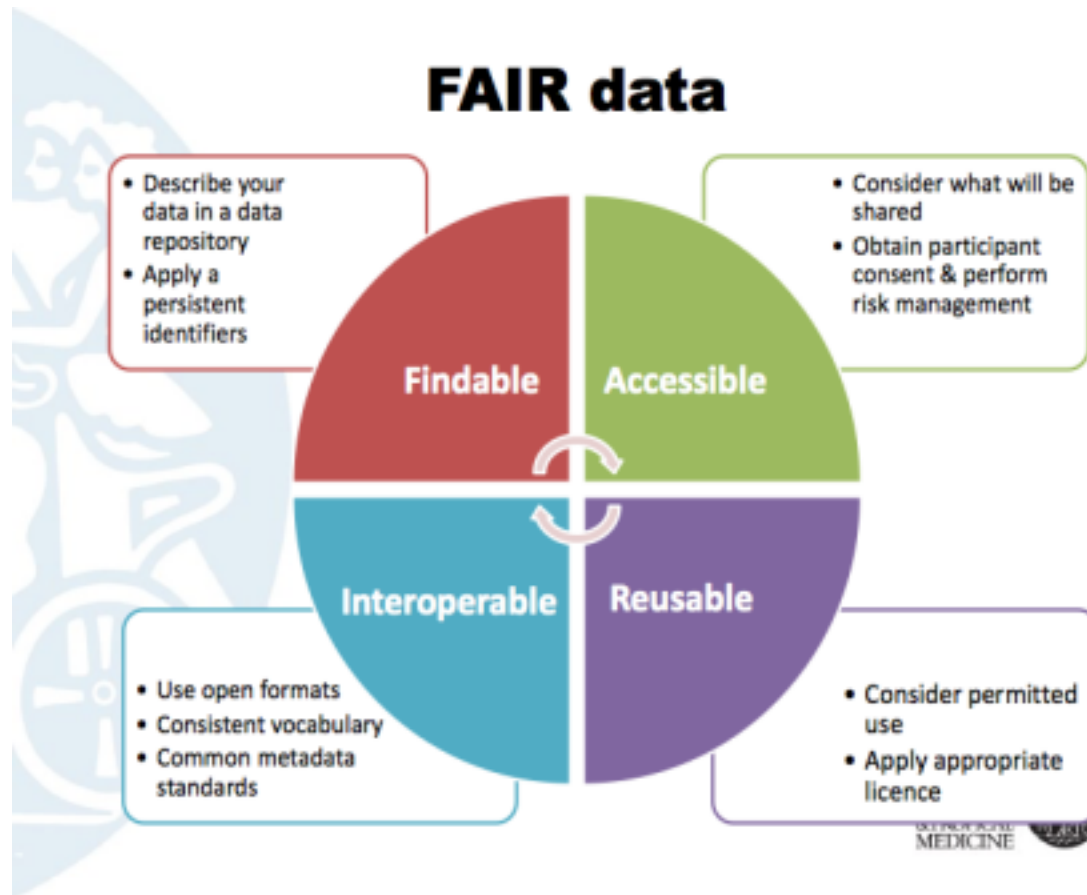 FAIR data
• Describe your
data in a data
repository
• Apply a
persistent
identifiers
• Consider what will be
shared
• Obtain participant
consent & perform
risk management
Findable
Accessible
Interoperable
Reusable
• Use open formats
• Consistent vocabulary
• Common metadata
standards
• Consider permitted
use
• Apply appropriate
licence
MEDICINE